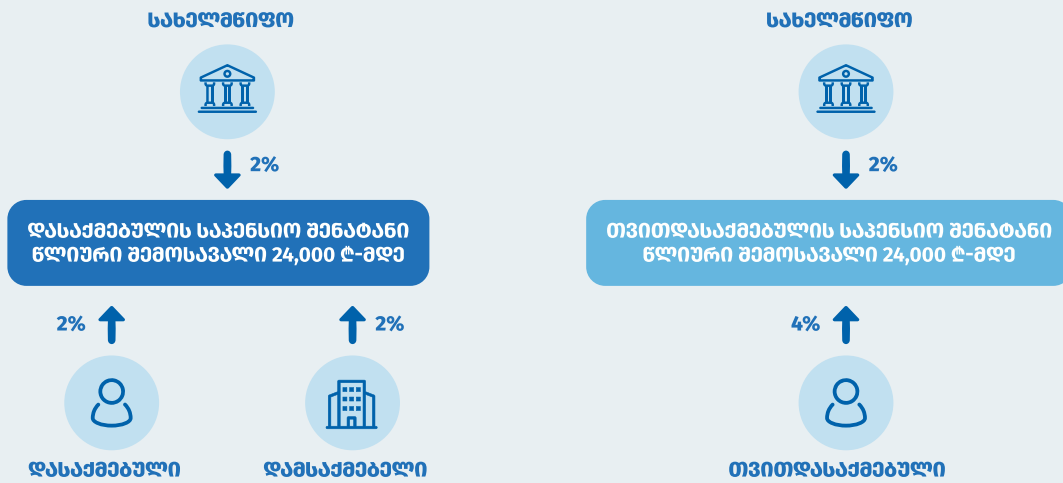 სახელმწიფო
2%
დასაქმებულის საპენსიო შენატანი
წლიური შემოსავალი 24,000 ₾-მდე
2%
2%
დასაქმებული
დამსაქმებელი
სახელმწიფო
2%
თვითდასაქმებულის საპენსიო შენატანი
წლიური შემოსავალი 24,000 ₾-მდე
4%
თვითდასაქმებული